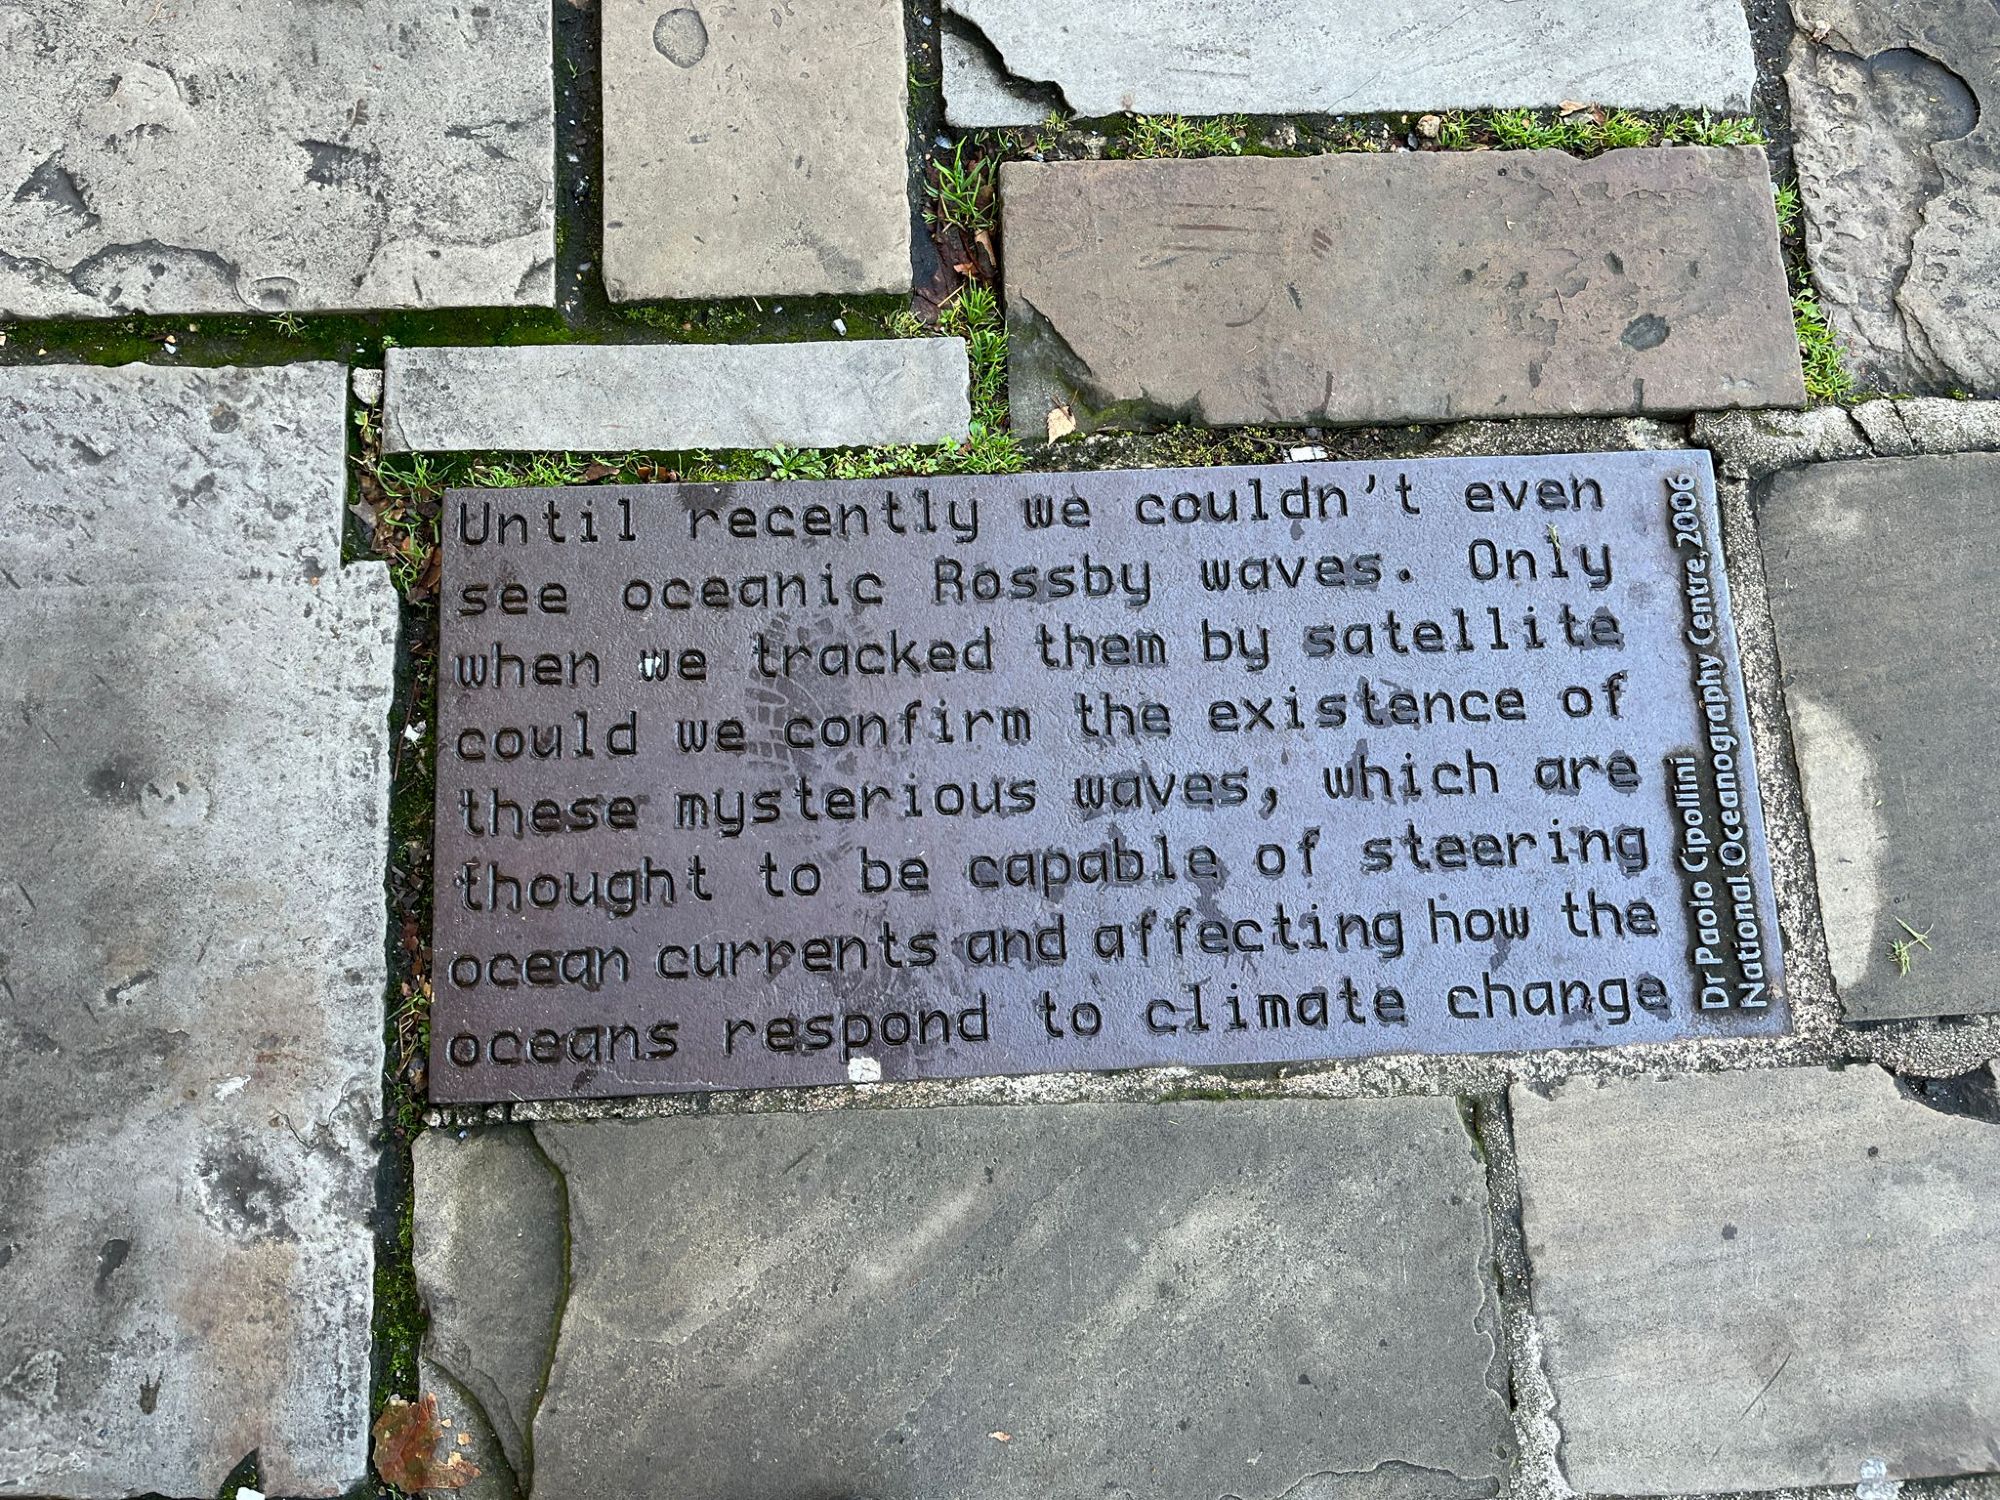 Until recently we couldn't even
see oceanic Rossby waves. Only
when we tracked them by satellite
could we confirm the existence of
these mysterious waves, which are
thought to be capable of steering
ocean currents and affecting how the
oceans respond to climate change
Dr Paolo Cipollini
National Oceanography Centre, 2006